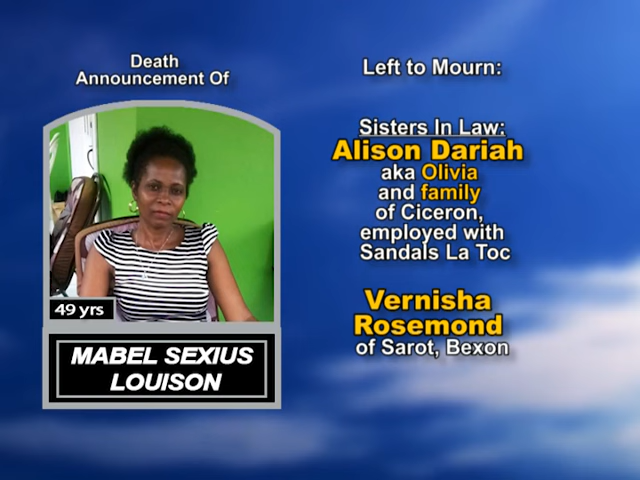 Death
Announcement Of
49 yrs
MABEL SEXIUS
LOUISON
Left to Mourn:
Sisters In Law:
Alison Dariah
aka Olivia
and family
of Ciceron,
employed with
Sandals La Toc
Vernisha
Rosemond
of Sarot, Bexon